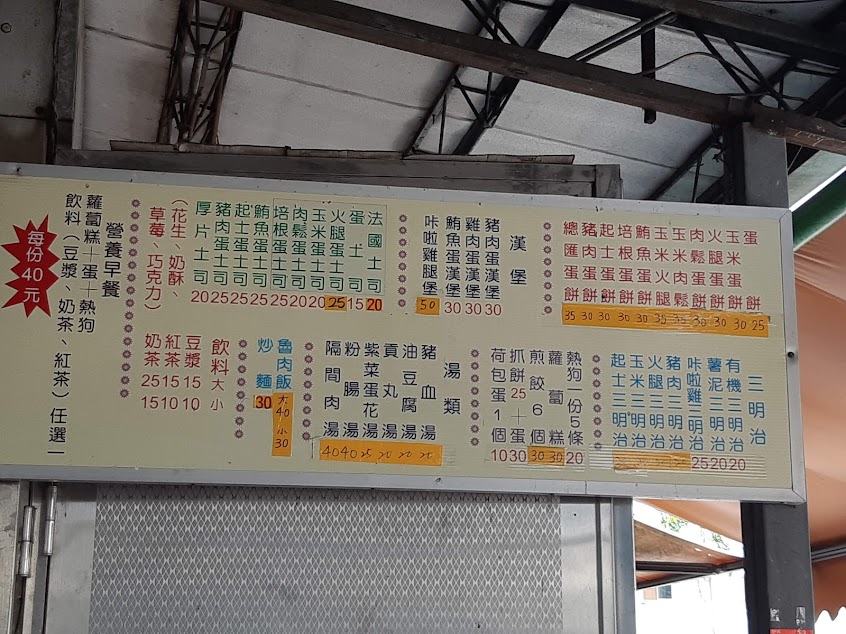 蛋餅 25
玉米蛋餅 30
火腿蛋餅 30
肉鬆蛋餅 30
玉米肉鬆餅 35
玉米火腿餅 35
鮪魚蛋餅 30
培根蛋餅 30
起士蛋餅 30
豬肉蛋餅 30
總匯蛋餅 35
漢堡
豬肉蛋漢堡 30
雞肉蛋漢堡 30
鮪魚蛋漢堡 30
咔啦雞腿堡 50
法國土司 20
蛋土司 15
火腿蛋土司 25
玉米蛋土司 20
肉鬆蛋土司 20
培根蛋土司 25
鮪魚蛋土司 25
起士蛋土司 25
豬肉蛋土司 25
厚片土司 20
（花生、奶酥、
草莓、巧克力）
三明治
有機三明治 20
薯泥三明治 20
咔啦雞三明治 25
豬肉三明治
火腿三明治
玉米三明治
起士三明治
熱狗一份5條 20
蘿蔔糕 30
煎餃6個 30
抓餅25+蛋 30
荷包蛋1個 10
湯類
豬血湯 20
油豆腐湯 20
貢丸湯 20
紫菜蛋花湯 25
粉腸湯 40
隔間肉湯 40
魯肉飯 大40 小30
炒麵 30
飲料 大 小
豆漿 15 10
紅茶 15 10
奶茶 25 15
營養早餐
蘿蔔糕＋蛋＋熱狗
飲料（豆漿、奶茶、紅茶）任選一
每份40元